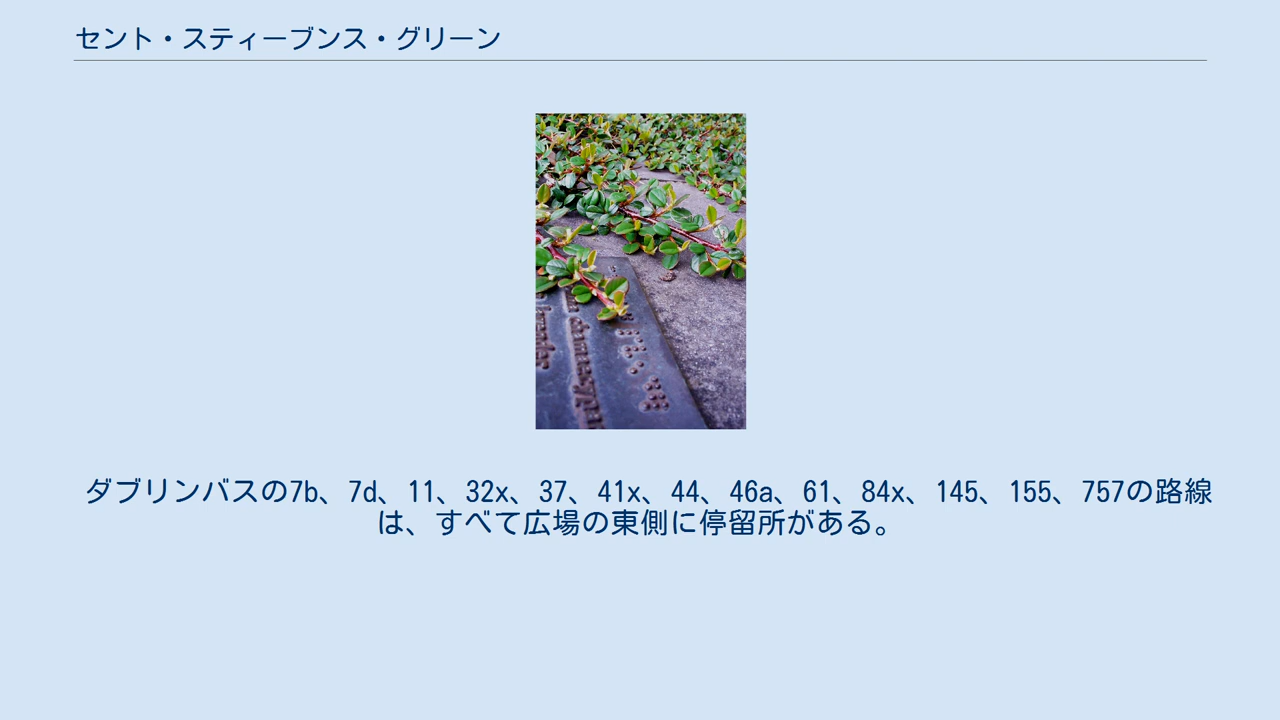 セント・スティーブンス・グリーン
ダブリンバスの7b、7d、11、32x、37、41x、44、46a、61、84x、145、155、757の路線
は、すべて広場の東側に停留所がある。